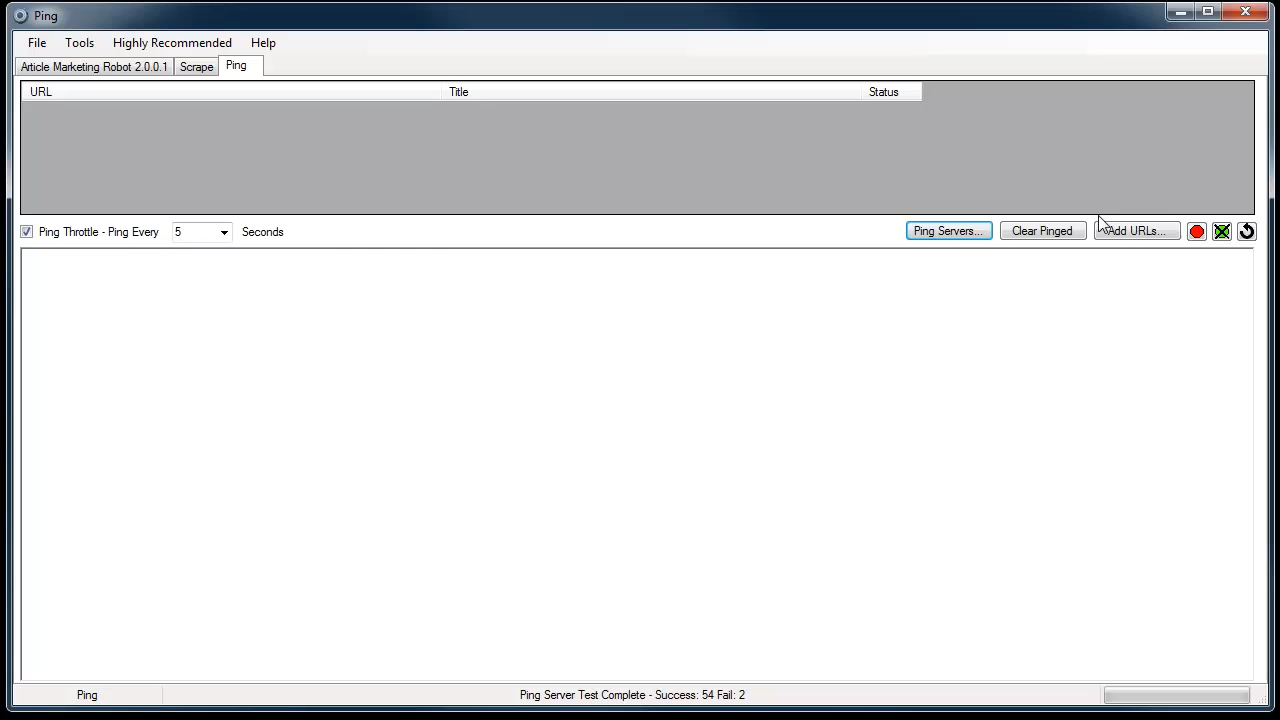 Ping
File Tools Highly Recommended Help
Article Marketing Robot 2.0.0.1 Scrape Ping
URL Title Status
Ping Throttle - Ping Every 5 Seconds Ping Servers... Clear Pinged Add URLs...
Ping Ping Server Test Complete - Success: 54 Fail: 2